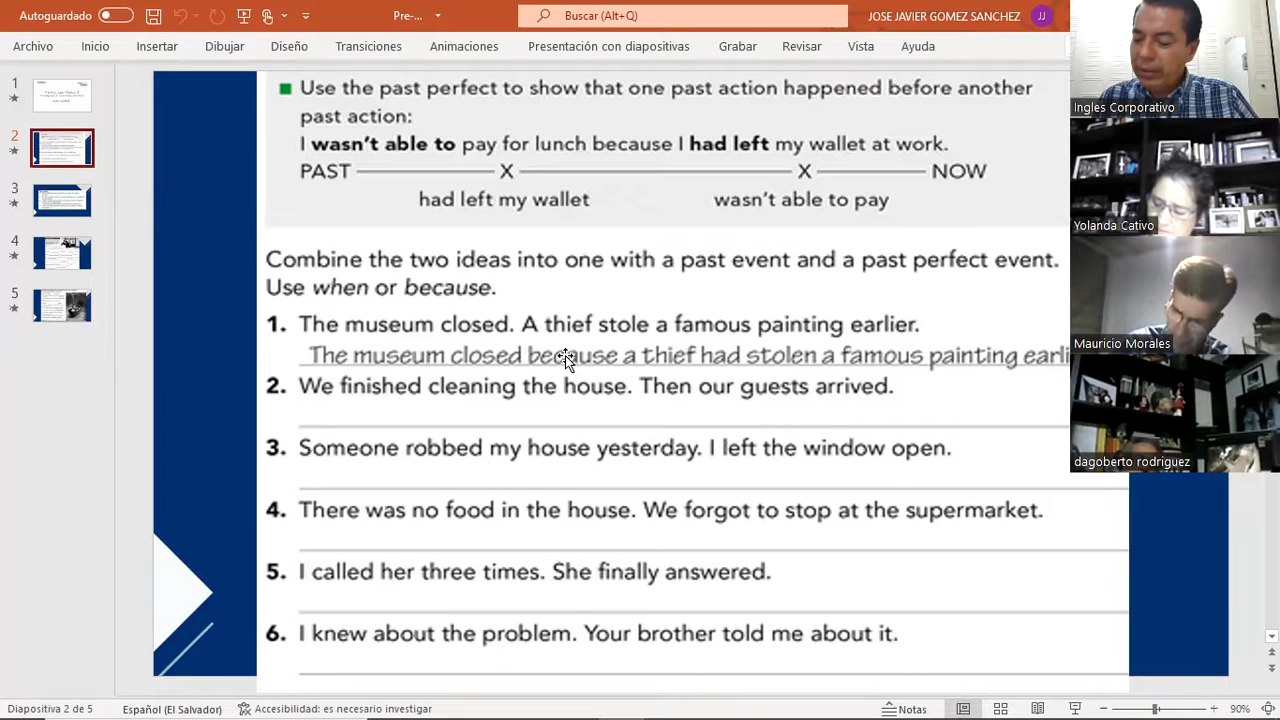 Autoguardado
Pre-...
Buscar (Alt+Q)
JOSE JAVIER GOMEZ SANCHEZ
JJ
Archivo Inicio Insertar Dibujar Diseño Transiciones Animaciones Presentación con diapositivas Grabar Revisar Vista Ayuda
1
2
3
4
5
Use the past perfect to show that one past action happened before another
past action:
I wasn't able to pay for lunch because I had left my wallet at work.
PAST X X NOW
had left my wallet wasn't able to pay
Combine the two ideas into one with a past event and a past perfect event.
Use when or because.
1. The museum closed. A thief stole a famous painting earlier.
The museum closed because a thief had stolen a famous painting earli
2. We finished cleaning the house. Then our guests arrived.
3. Someone robbed my house yesterday. I left the window open.
4. There was no food in the house. We forgot to stop at the supermarket.
5. I called her three times. She finally answered.
6. I knew about the problem. Your brother told me about it.
Ingles Corporativo
Yolanda Cativo
Mauricio Morales
dagoberto rodriguez
Diapositiva 2 de 5 Español (El Salvador) Accesibilidad: es necesario investigar Notas 90%